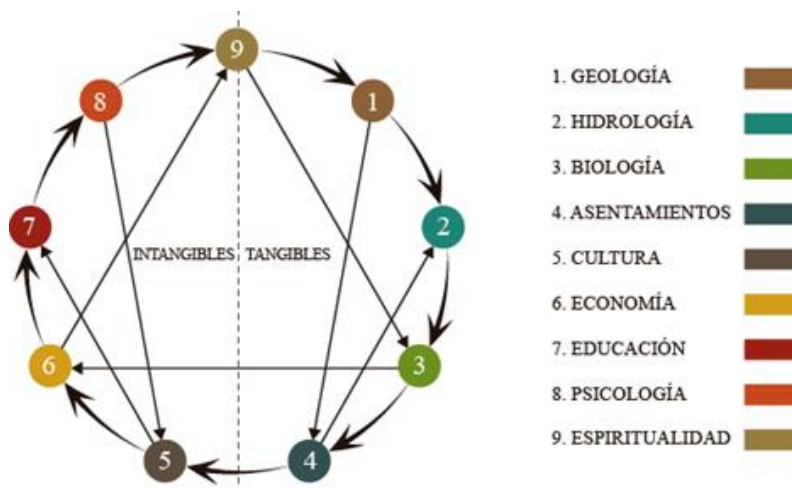 9
8
1
7
2
INTANGIBLES TANGIBLES
6
3
5
4
1. GEOLOGÍA
2. HIDROLOGÍA
3. BIOLOGÍA
4. ASENTAMIENTOS
5. CULTURA
6. ECONOMÍA
7. EDUCACIÓN
8. PSICOLOGÍA
9. ESPIRITUALIDAD